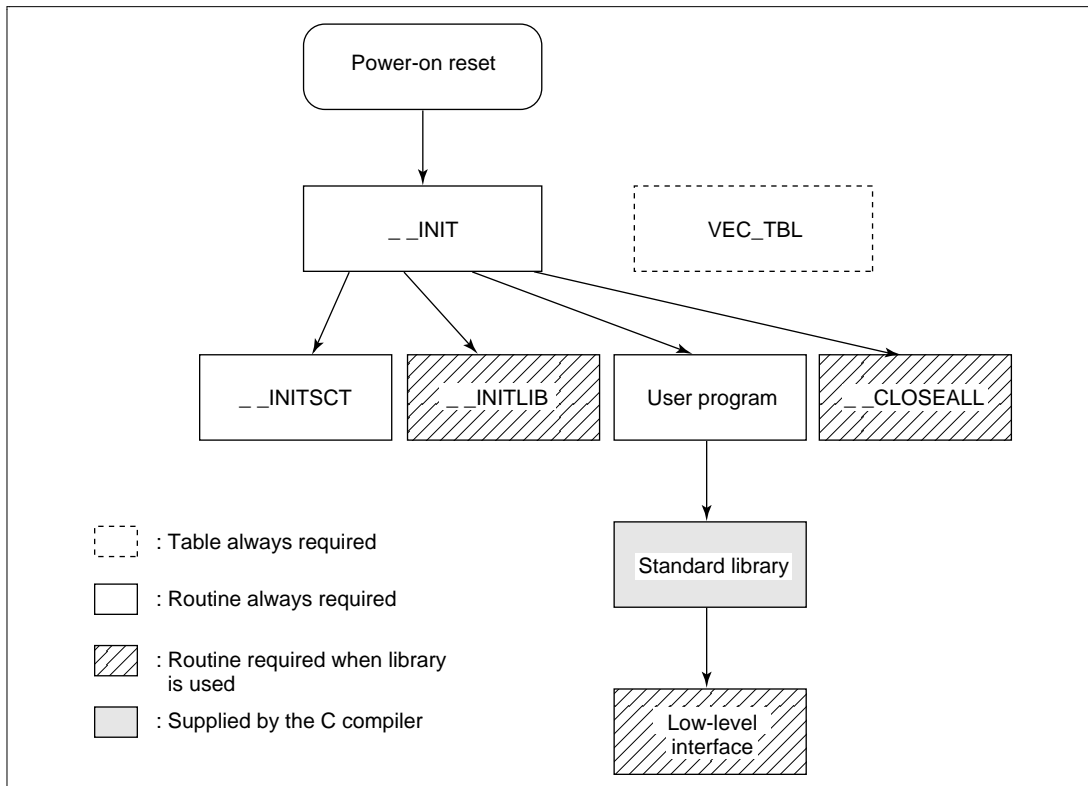 Power-on reset
_ _INIT
VEC_TBL
_ _INITSCT
_ _INITLIB
User program
_ _CLOSEALL
Standard library
Low-level
interface
: Table always required
: Routine always required
: Routine required when library
is used
: Supplied by the C compiler